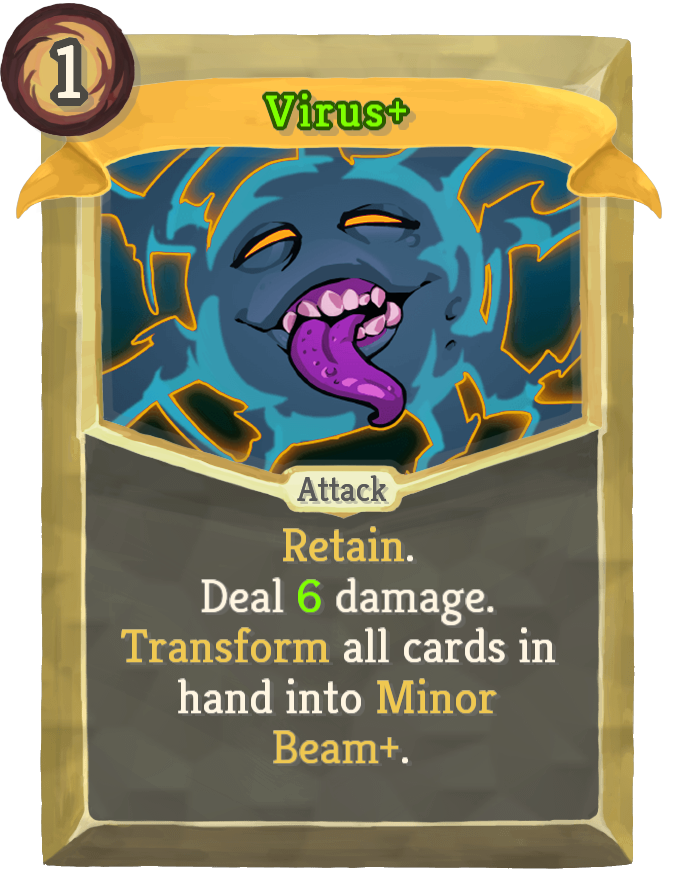 1
Virus+
Attack
Retain.
Deal 6 damage.
Transform all cards in
hand into Minor
Beam+.